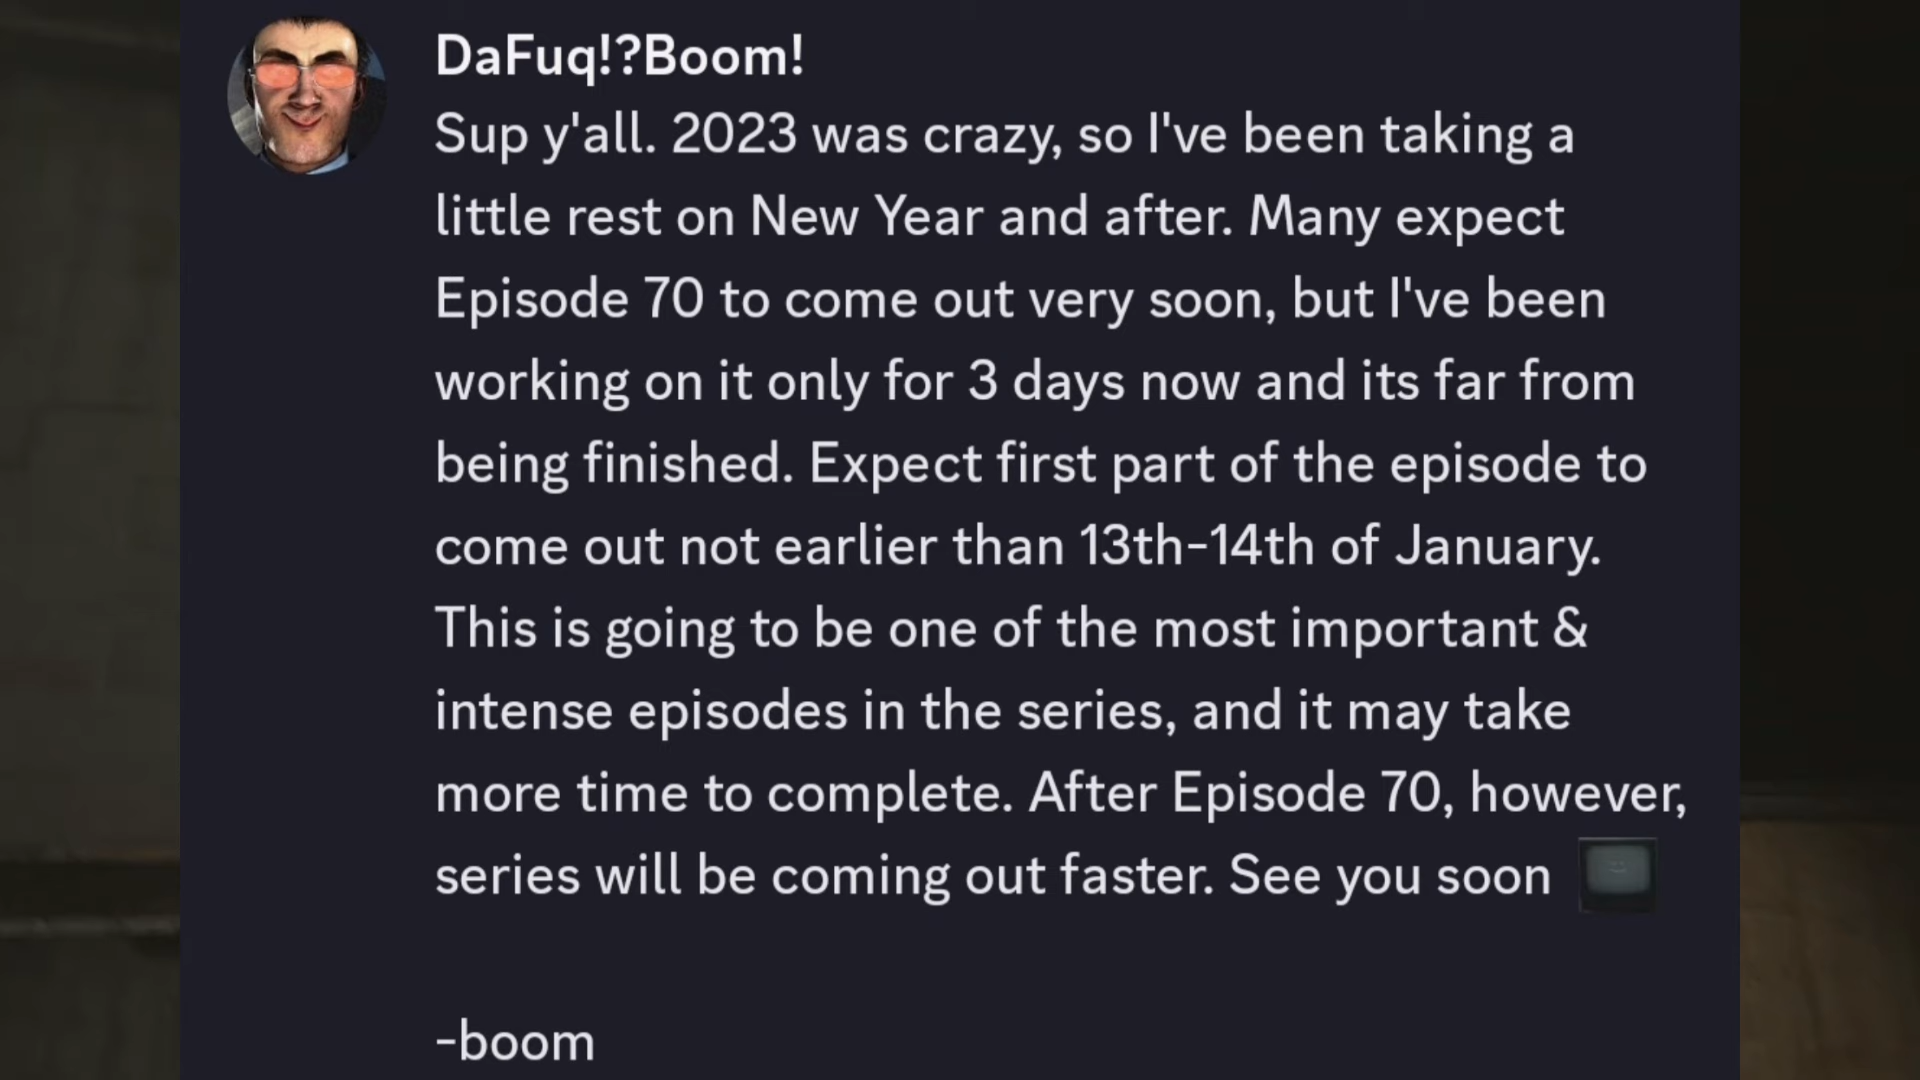 DaFuq!?Boom!
Sup y'all. 2023 was crazy, so I've been taking a
little rest on New Year and after. Many expect
Episode 70 to come out very soon, but I've been
working on it only for 3 days now and its far from
being finished. Expect first part of the episode to
come out not earlier than 13th-14th of January.
This is going to be one of the most important &
intense episodes in the series, and it may take
more time to complete. After Episode 70, however,
series will be coming out faster. See you soon
-boom